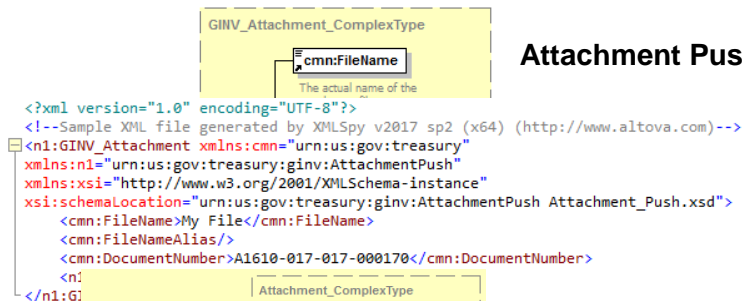 GINV_Attachment_ComplexType
cmn:FileName
Attachment Pus
The actual name of the
<?xml version="1.0" encoding="UTF-8"?>
<!--Sample XML file generated by XMLSpy v2017 sp2 (x64) (http://www.altova.com)-->
<n1:GINV_Attachment xmlns:cmn="urn:us:gov:treasury"
xmlns:n1="urn:us:gov:treasury:ginv:AttachmentPush"
xmlns:xsi="http://www.w3.org/2001/XMLSchema-instance"
xsi:schemaLocation="urn:us:gov:treasury:ginv:AttachmentPush Attachment_Push.xsd">
<cmn:FileName>My File</cmn:FileName>
<cmn:FileNameAlias/>
<cmn:DocumentNumber>A1610-017-017-000170</cmn:DocumentNumber>
<n1
Attachment_ComplexType
</n1:GI